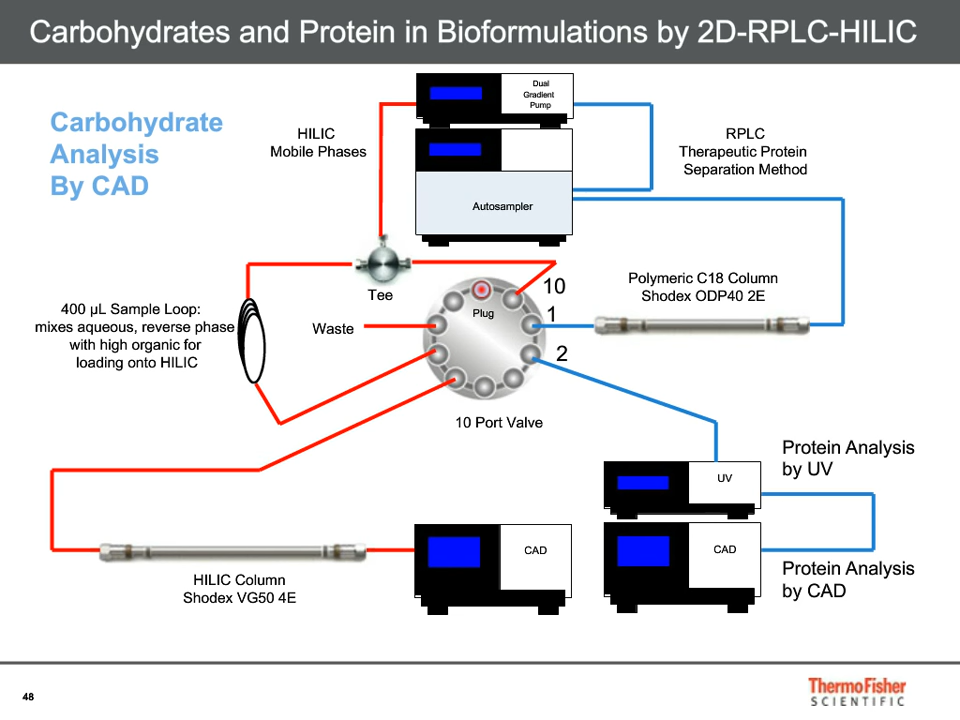 Carbohydrates and Protein in Bioformulations by 2D-RPLC-HILIC
Carbohydrate
Analysis
By CAD
HILIC
Mobile Phases
Dual
Gradient
Pump
Autosampler
RPLC
Therapeutic Protein
Separation Method
Tee
400 µL Sample Loop:
mixes aqueous, reverse phase
with high organic for
loading onto HILIC
Waste
Plug
10
1
2
Polymeric C18 Column
Shodex ODP40 2E
10 Port Valve
UV
Protein Analysis
by UV
CAD
Protein Analysis
by CAD
CAD
HILIC Column
Shodex VG50 4E
48
ThermoFisher
SCIENTIFIC